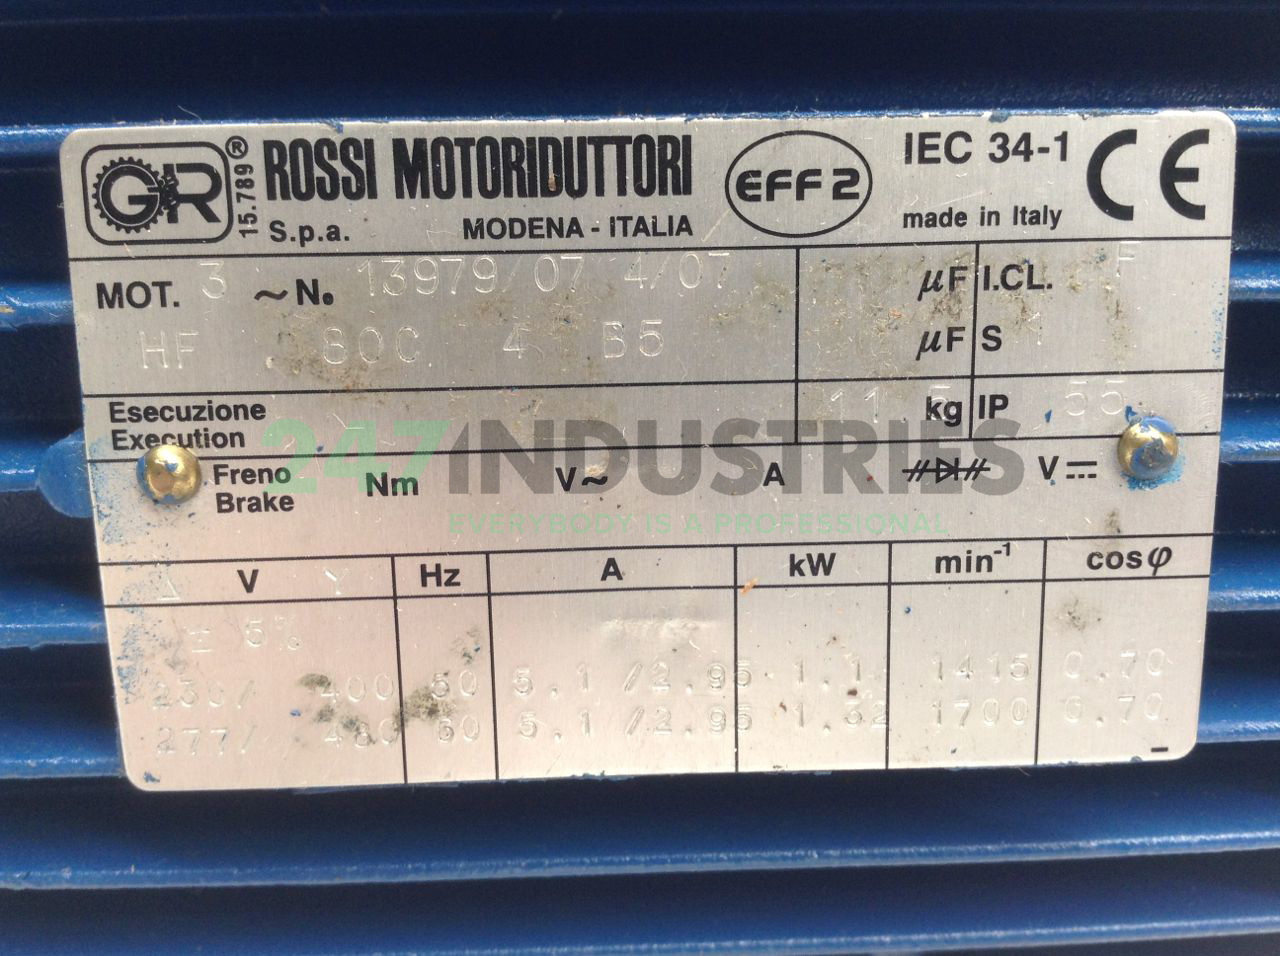 GR ® 15.789 ROSSI MOTORIDUTTORI EFF2 IEC 34-1 CE
S.p.a. MODENA - ITALIA made in Italy
MOT. 3 ~ N. 13979/07 4/07 µF I.CL. F
HF 80C 4 B5 µF S 1
Esecuzione
Execution
11.5 kg IP 55
247INDUSTRIES
EVERYBODY IS A PROFESSIONAL
Freno
Brake
Nm V~ A V
Δ V Y Hz A kW min-1 cosφ
± 5%
230/ 400 50 5.1 /2.95 1.1 1415 0.70
277/ 480 60 5.1 /2.95 1.32 1700 0.70